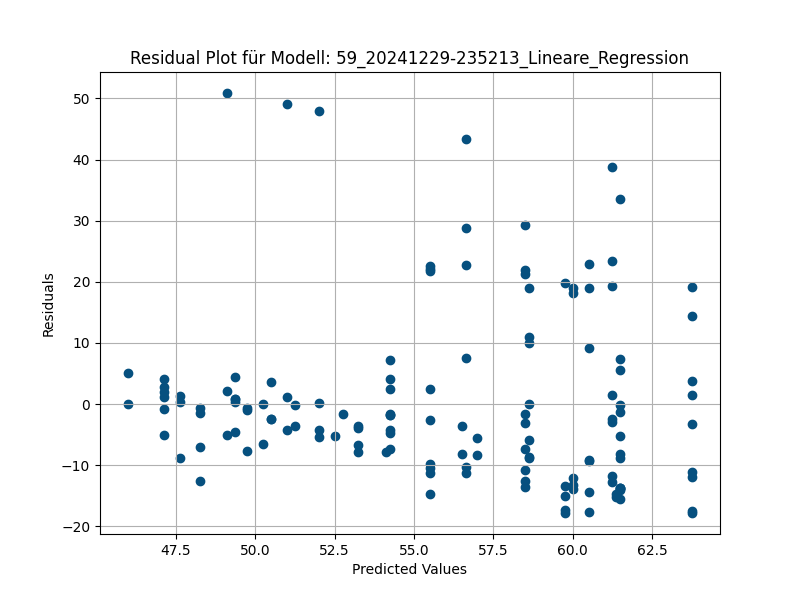 Residual Plot für Modell: 59_20241229-235213_Lineare_Regression
50
40
30
20
10
0
−10
−20
Residuals
47.5 50.0 52.5 55.0 57.5 60.0 62.5
Predicted Values